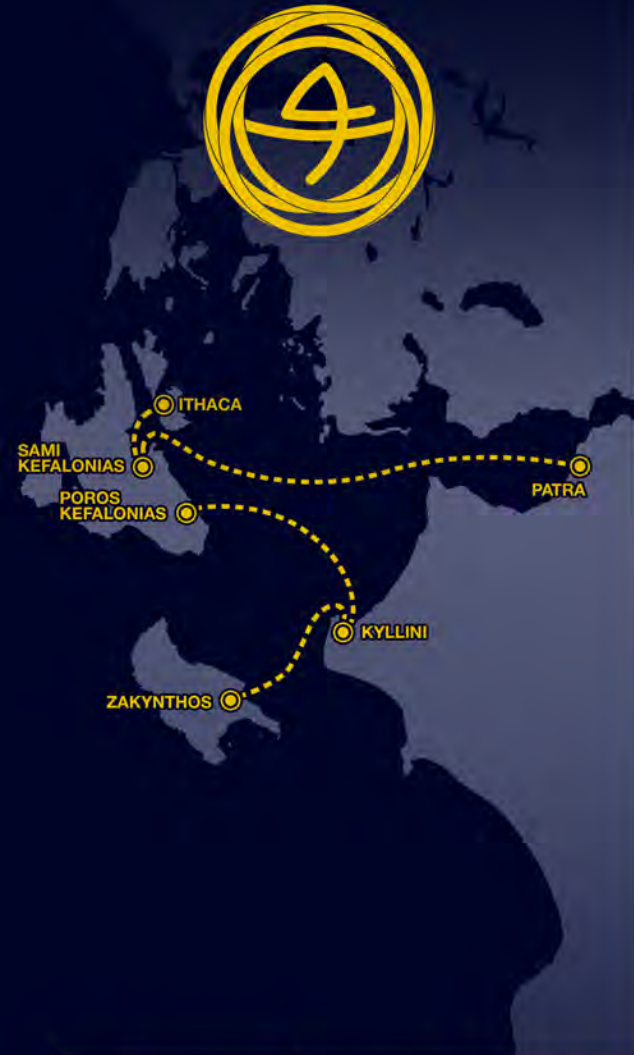 ITHACA
SAMI
KEFALONIAS
POROS
KEFALONIAS
PATRA
KYLLINI
ZAKYNTHOS